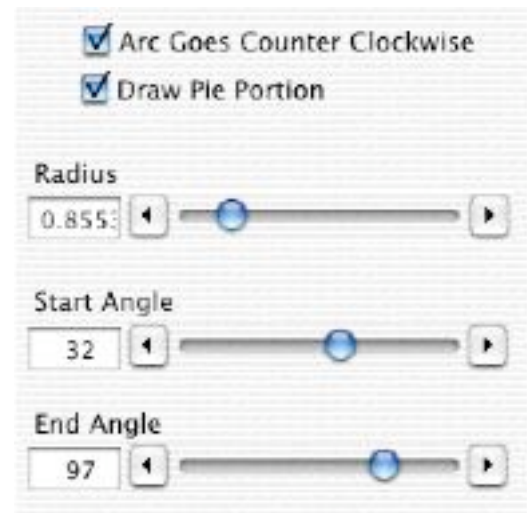 Arc Goes Counter Clockwise
Draw Pie Portion
Radius
0.855
Start Angle
32
End Angle
97